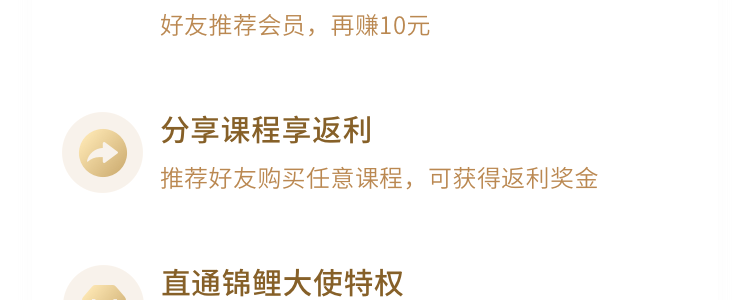 好友推荐会员，再赚10元
分享课程享返利
推荐好友购买任意课程，可获得返利奖金
直通锦鲤大使特权